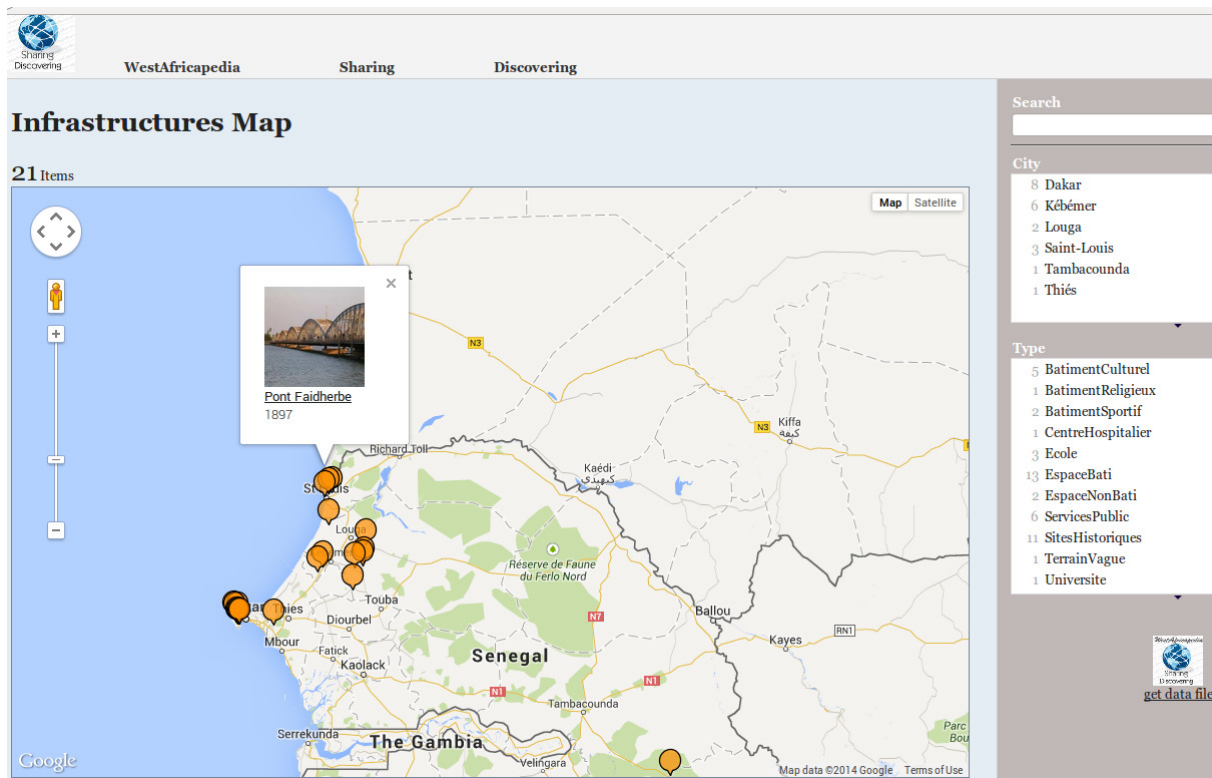 Sharing
Discovering
WestAfricapedia
Sharing
Discovering
Infrastructures Map
21 Items
Map
Satellite
Pont Faidherbe
1897
N3
N3
Kiffa
كيفه
Richard Toll
Kaédi
كيهيدي
Louga
Réserve de Faune
du Ferlo Nord
Touba
Thies
Diourbel
N7
Ballou
Mbour
Fatick
Kaolack
Senegal
Kayes
RN1
N1
N1
Tambacounda
Serrekunda
The Gambia
Velingara
Parc
Bou
Google
Map data ©2014 Google
Terms of Use
Search
City
8 Dakar
6 Kébémer
2 Louga
3 Saint-Louis
1 Tambacounda
1 Thiés
Type
5 BatimentCulturel
1 BatimentReligieux
2 BatimentSportif
1 CentreHospitalier
3 Ecole
13 EspaceBati
2 EspaceNonBati
6 ServicesPublic
11 SitesHistoriques
1 TerrainVague
1 Universite
WestAfricapedia
Sharing
Discovering
get data file